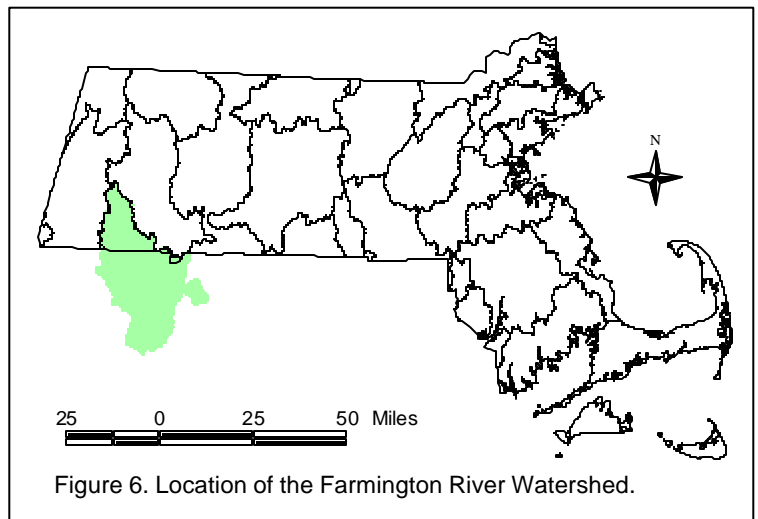 N
25 0 25 50 Miles
Figure 6. Location of the Farmington River Watershed.